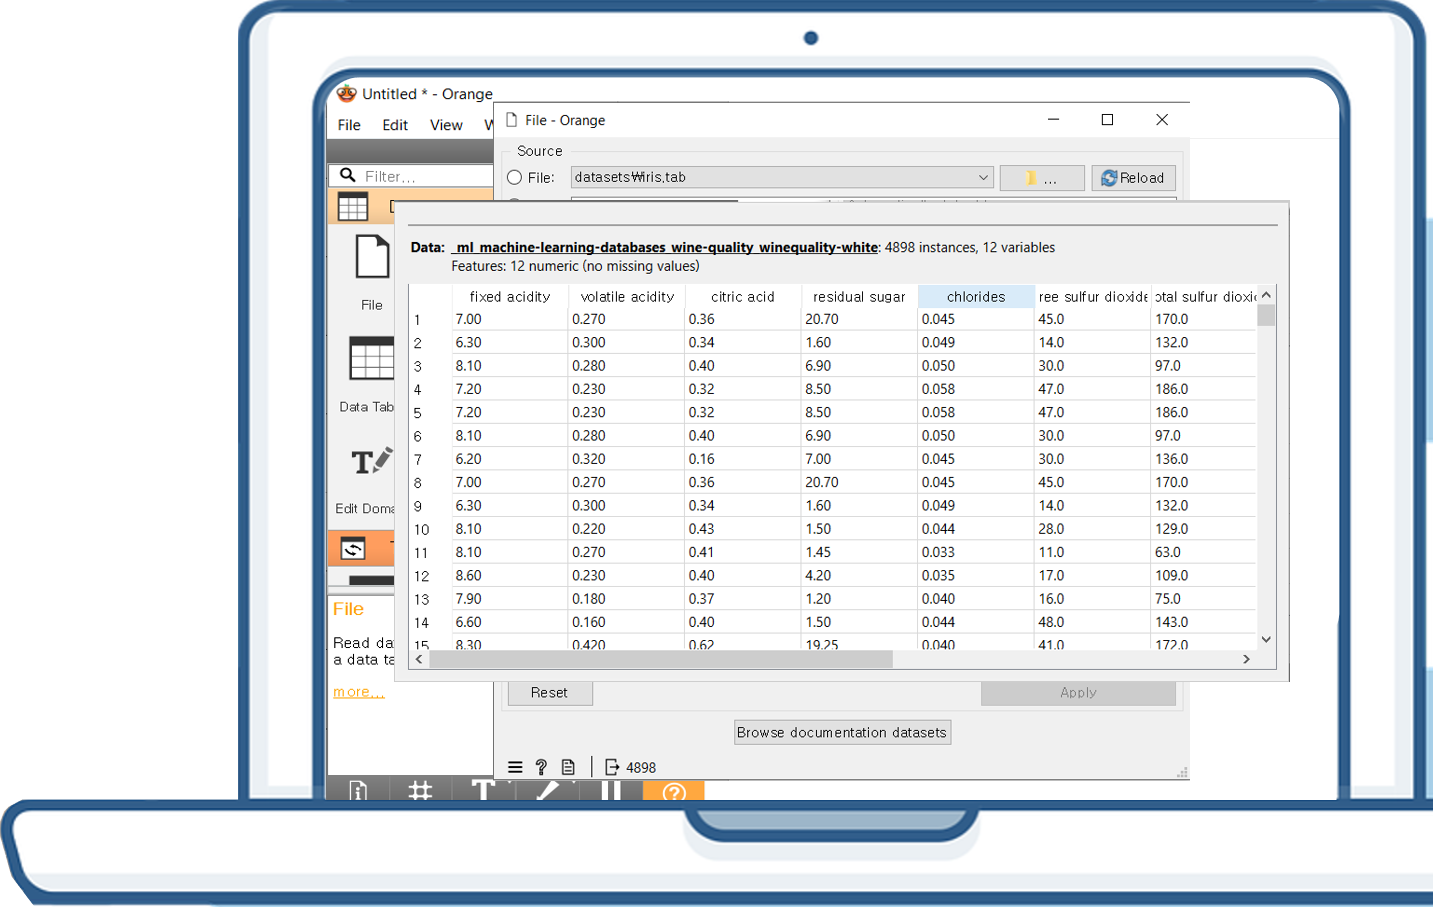 Untitled * - Orange
File Edit View
File - Orange
Source
Filter...
File: datasets₩iris.tab ... Reload
Data: _ml_machine-learning-databases_wine-quality_winequality-white: 4898 instances, 12 variables
Features: 12 numeric (no missing values)
fixed acidity volatile acidity citric acid residual sugar chlorides ree sulfur dioxide otal sulfur dioxi
1 7.00 0.270 0.36 20.70 0.045 45.0 170.0
2 6.30 0.300 0.34 1.60 0.049 14.0 132.0
3 8.10 0.280 0.40 6.90 0.050 30.0 97.0
4 7.20 0.230 0.32 8.50 0.058 47.0 186.0
5 7.20 0.230 0.32 8.50 0.058 47.0 186.0
6 8.10 0.280 0.40 6.90 0.050 30.0 97.0
7 6.20 0.320 0.16 7.00 0.045 30.0 136.0
8 7.00 0.270 0.36 20.70 0.045 45.0 170.0
9 6.30 0.300 0.34 1.60 0.049 14.0 132.0
10 8.10 0.220 0.43 1.50 0.044 28.0 129.0
11 8.10 0.270 0.41 1.45 0.033 11.0 63.0
12 8.60 0.230 0.40 4.20 0.035 17.0 109.0
13 7.90 0.180 0.37 1.20 0.040 16.0 75.0
14 6.60 0.160 0.40 1.50 0.044 48.0 143.0
15 8.30 0.420 0.62 19.25 0.040 41.0 172.0
File
Data Tab
Edit Doma
File
Read da
a data ta
more...
Reset Apply
Browse documentation datasets
4898